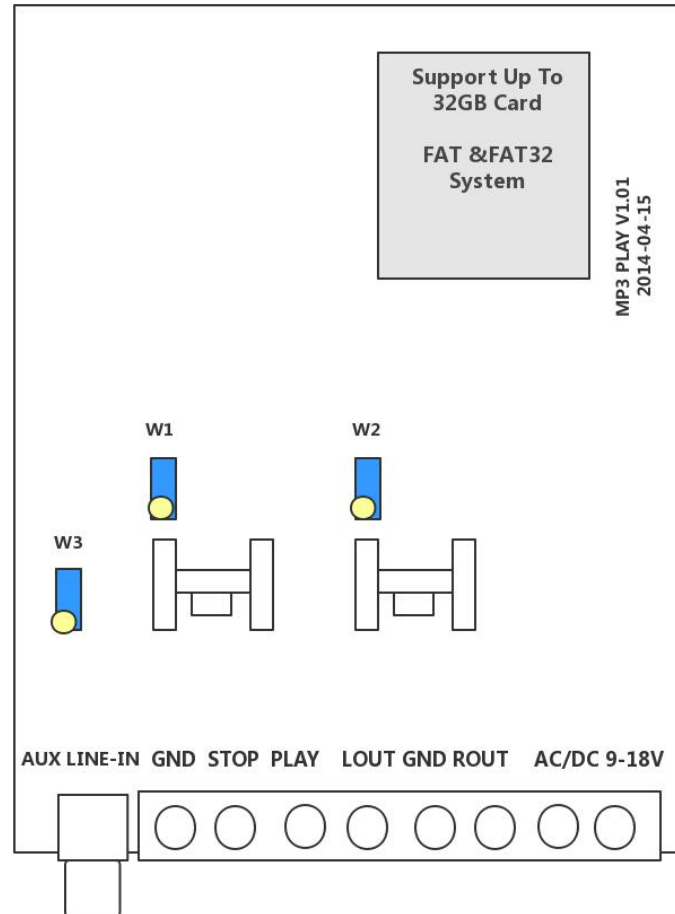 Support Up To
32GB Card
FAT &FAT32
System
MP3 PLAY V1.01
2014-04-15
W1
W2
W3
AUX LINE-IN GND STOP PLAY LOUT GND ROUT AC/DC 9-18V